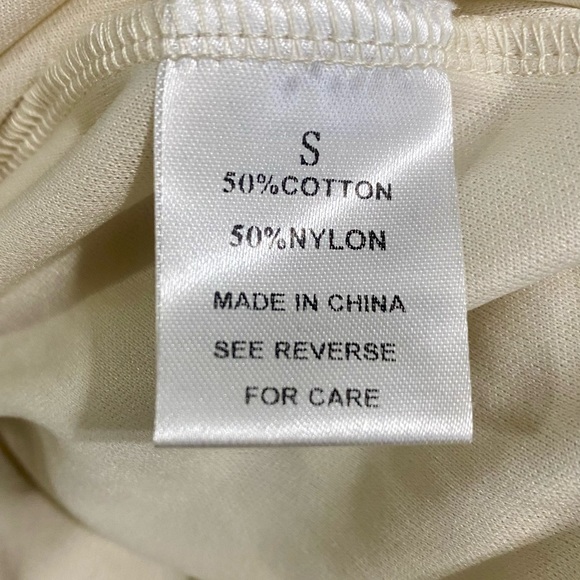 S
50%COTTON
50%NYLON
MADE IN CHINA
SEE REVERSE
FOR CARE